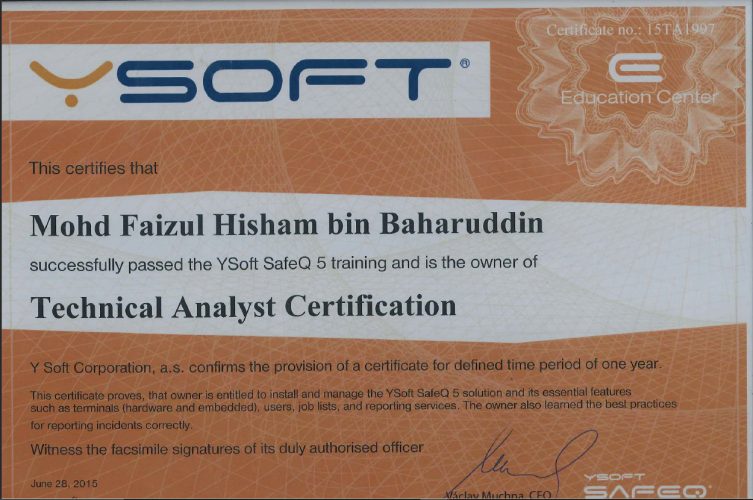 Certificate no.: 15TA1997
YSOFT®
Education Center
This certifies that
Mohd Faizul Hisham bin Baharuddin
successfully passed the YSoft SafeQ 5 training and is the owner of
Technical Analyst Certification
Y Soft Corporation, a.s. confirms the provision of a certificate for defined time period of one year.
This certificate proves, that owner is entitled to install and manage the YSoft SafeQ 5 solution and its essential features
such as terminals (hardware and embedded), users, job lists, and reporting services. The owner also learned the best practices
for reporting incidents correctly.
Witness the facsimile signatures of its duly authorised officer
June 28, 2015
Václav Muchna, CEO
YSOFT
SAFEQ